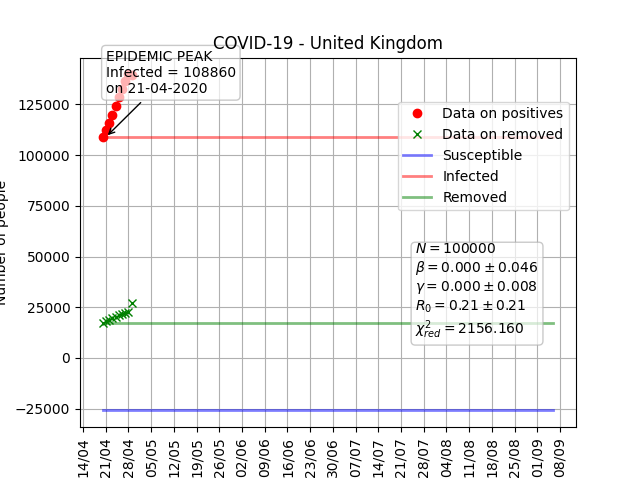 COVID-19 - United Kingdom
EPIDEMIC PEAK
Infected = 108860
on 21-04-2020
Data on positives
Data on removed
Susceptible
Infected
Removed
N = 100000
β = 0.000 ± 0.046
γ = 0.000 ± 0.008
R₀ = 0.21 ± 0.21
χ²_red = 2156.160
Number of people
125000
100000
75000
50000
25000
0
−25000
14/04
21/04
28/04
05/05
12/05
19/05
26/05
02/06
09/06
16/06
23/06
30/06
07/07
14/07
21/07
28/07
04/08
11/08
18/08
25/08
01/09
08/09